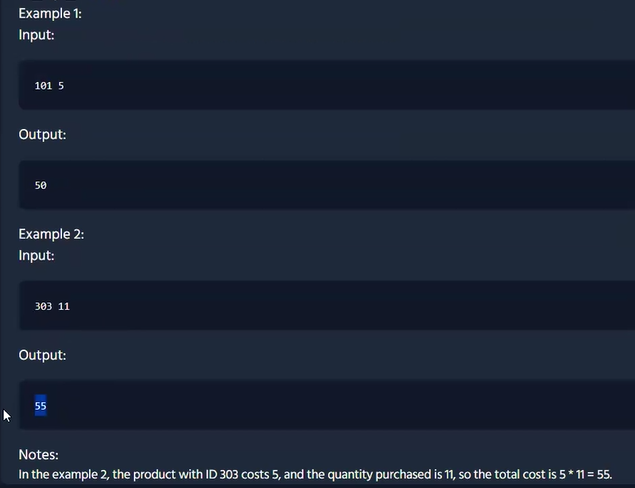 Example 1:
Input:
101 5
Output:
50
Example 2:
Input:
303 11
Output:
55
Notes:
In the example 2, the product with ID 303 costs 5, and the quantity purchased is 11, so the total cost is 5 * 11 = 55.